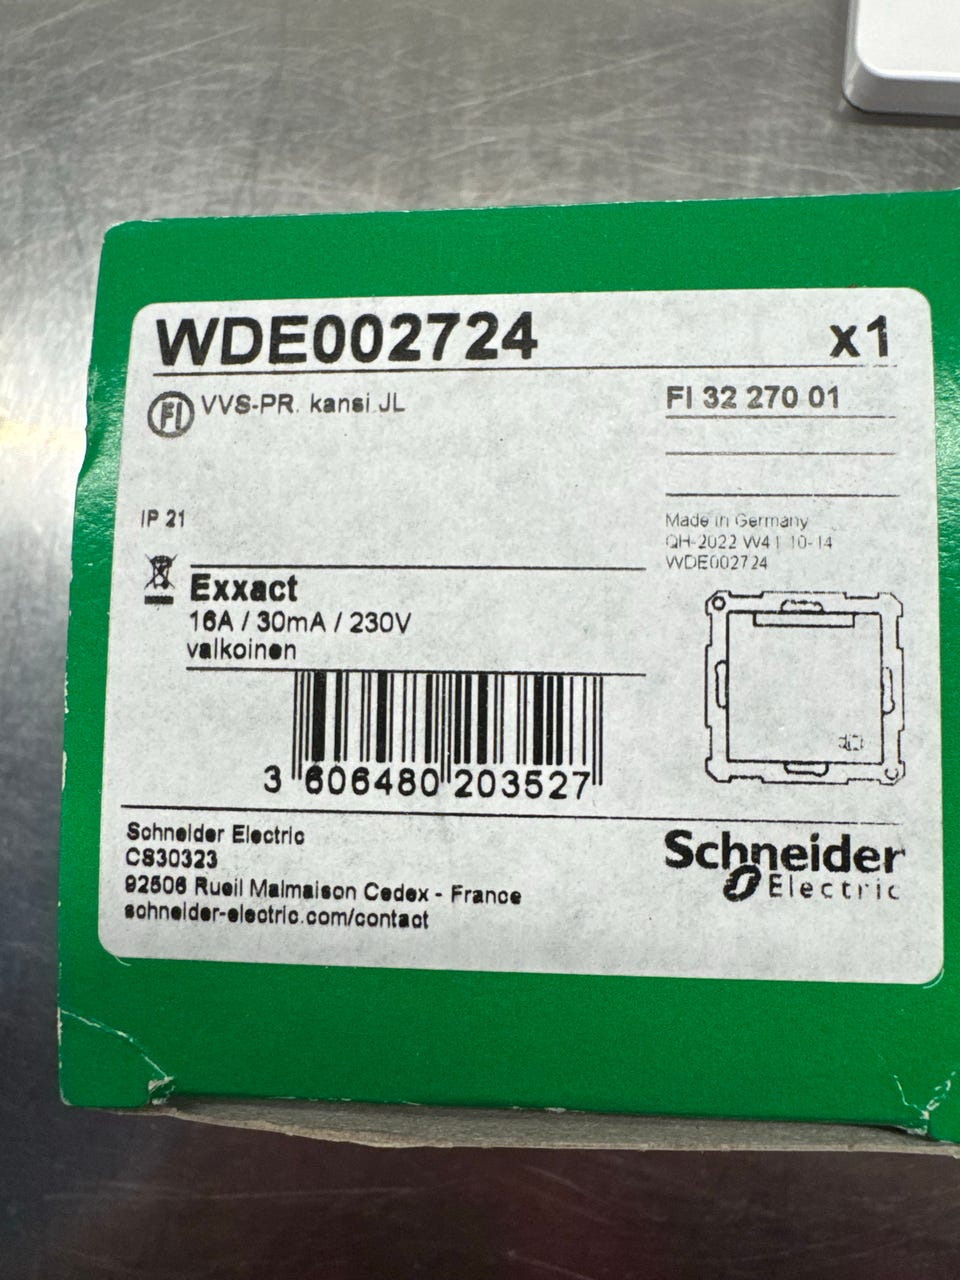 WDE002724
x1
FI VVS-PR. kansi JL
FI 32 270 01
IP 21
Made in Germany
QH-2022 W41 10-14
WDE002724
Exxact
16A / 30mA / 230V
valkoinen
3 606480 203527
Schneider Electric
CS30323
92506 Rueil Malmaison Cedex - France
schneider-electric.com/contact
Schneider
Electric